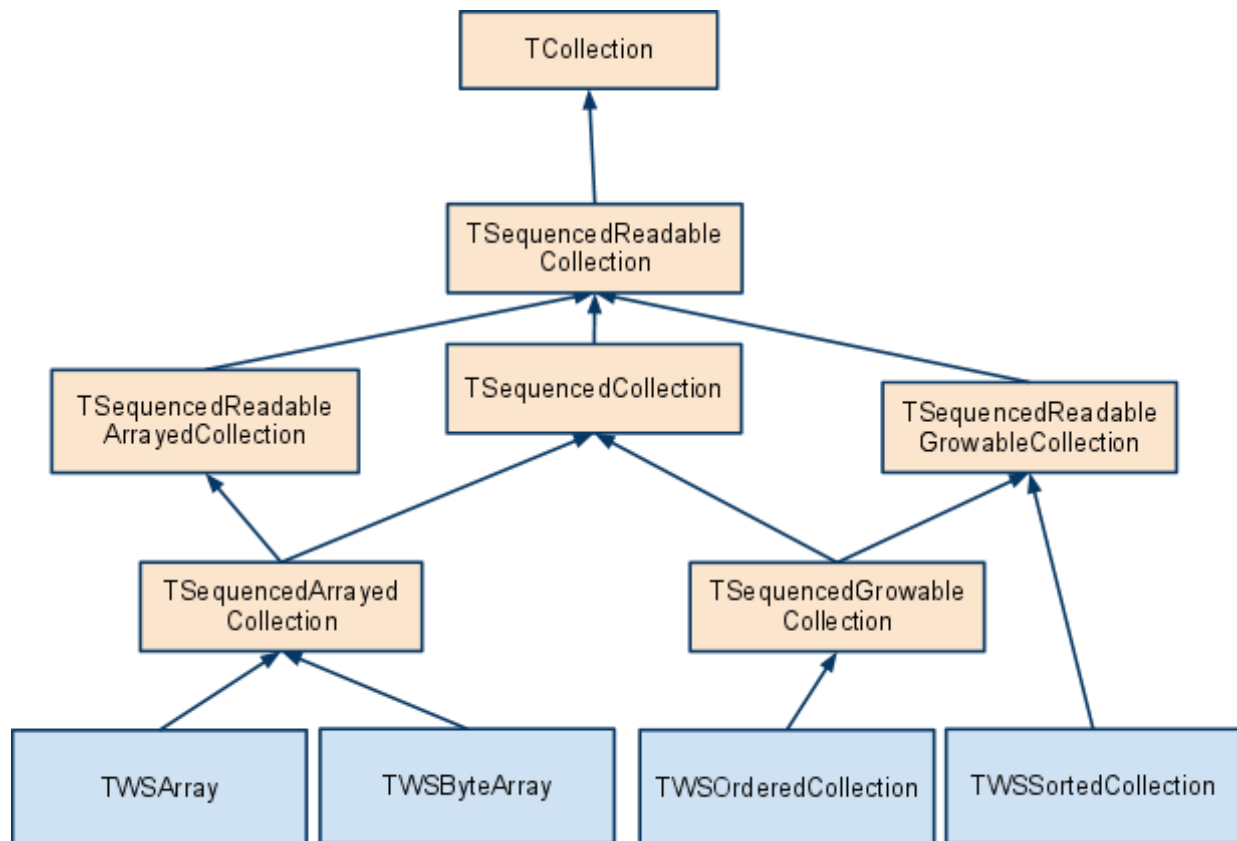 TCollection
TSequencedReadable
Collection
TSequencedReadable
ArrayedCollection
TSequencedCollection
TSequencedReadable
GrowableCollection
TSequencedArrayed
Collection
TSequencedGrowable
Collection
TWSArray
TWSByteArray
TWSOrderedCollection
TWSSortedCollection